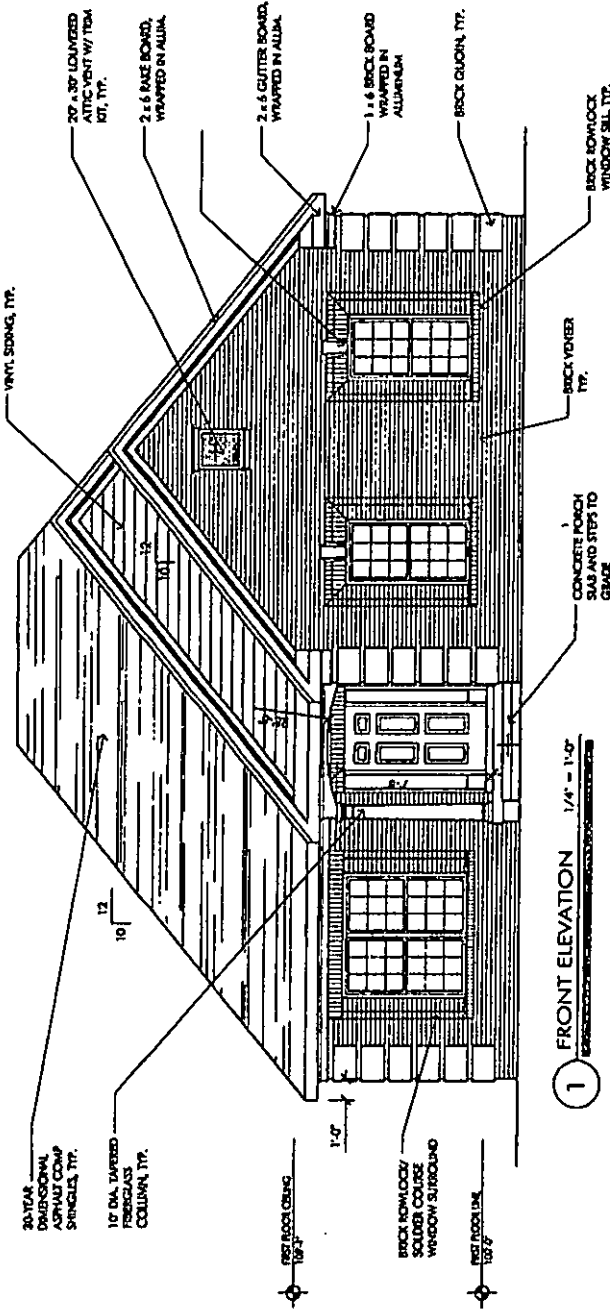 30-YEAR
DIMENSIONAL
ASPHALT COMP
SHINGLES, TYP.
10" DIA. TAPERED
FIBERGLASS
COLUMN, TYP.
FIRST FLOOR CEILING
1'-0"
BRICK ROWLOCK/
SOLDIER COURSE
WINDOW SURROUND
FIRST FLOOR LINE
12
10
12
10
VINYL SIDING, TYP.
20" x 30" LOUVERED
ATTIC VENT W/ TRIM
KIT, TYP.
2 x 6 RAKE BOARD,
WRAPPED IN ALUM.
2 x 6 GUTTER BOARD,
WRAPPED IN ALUM.
1 x 6 BRICK BOARD
WRAPPED IN
ALUMINUM
BRICK QUOIN, TYP.
BRICK ROWLOCK
WINDOW SILL, TYP.
BRICK VENEER
TYP.
CONCRETE PORCH
SLAB AND STEPS TO
GRADE
1
FRONT ELEVATION
1/4" = 1'-0"